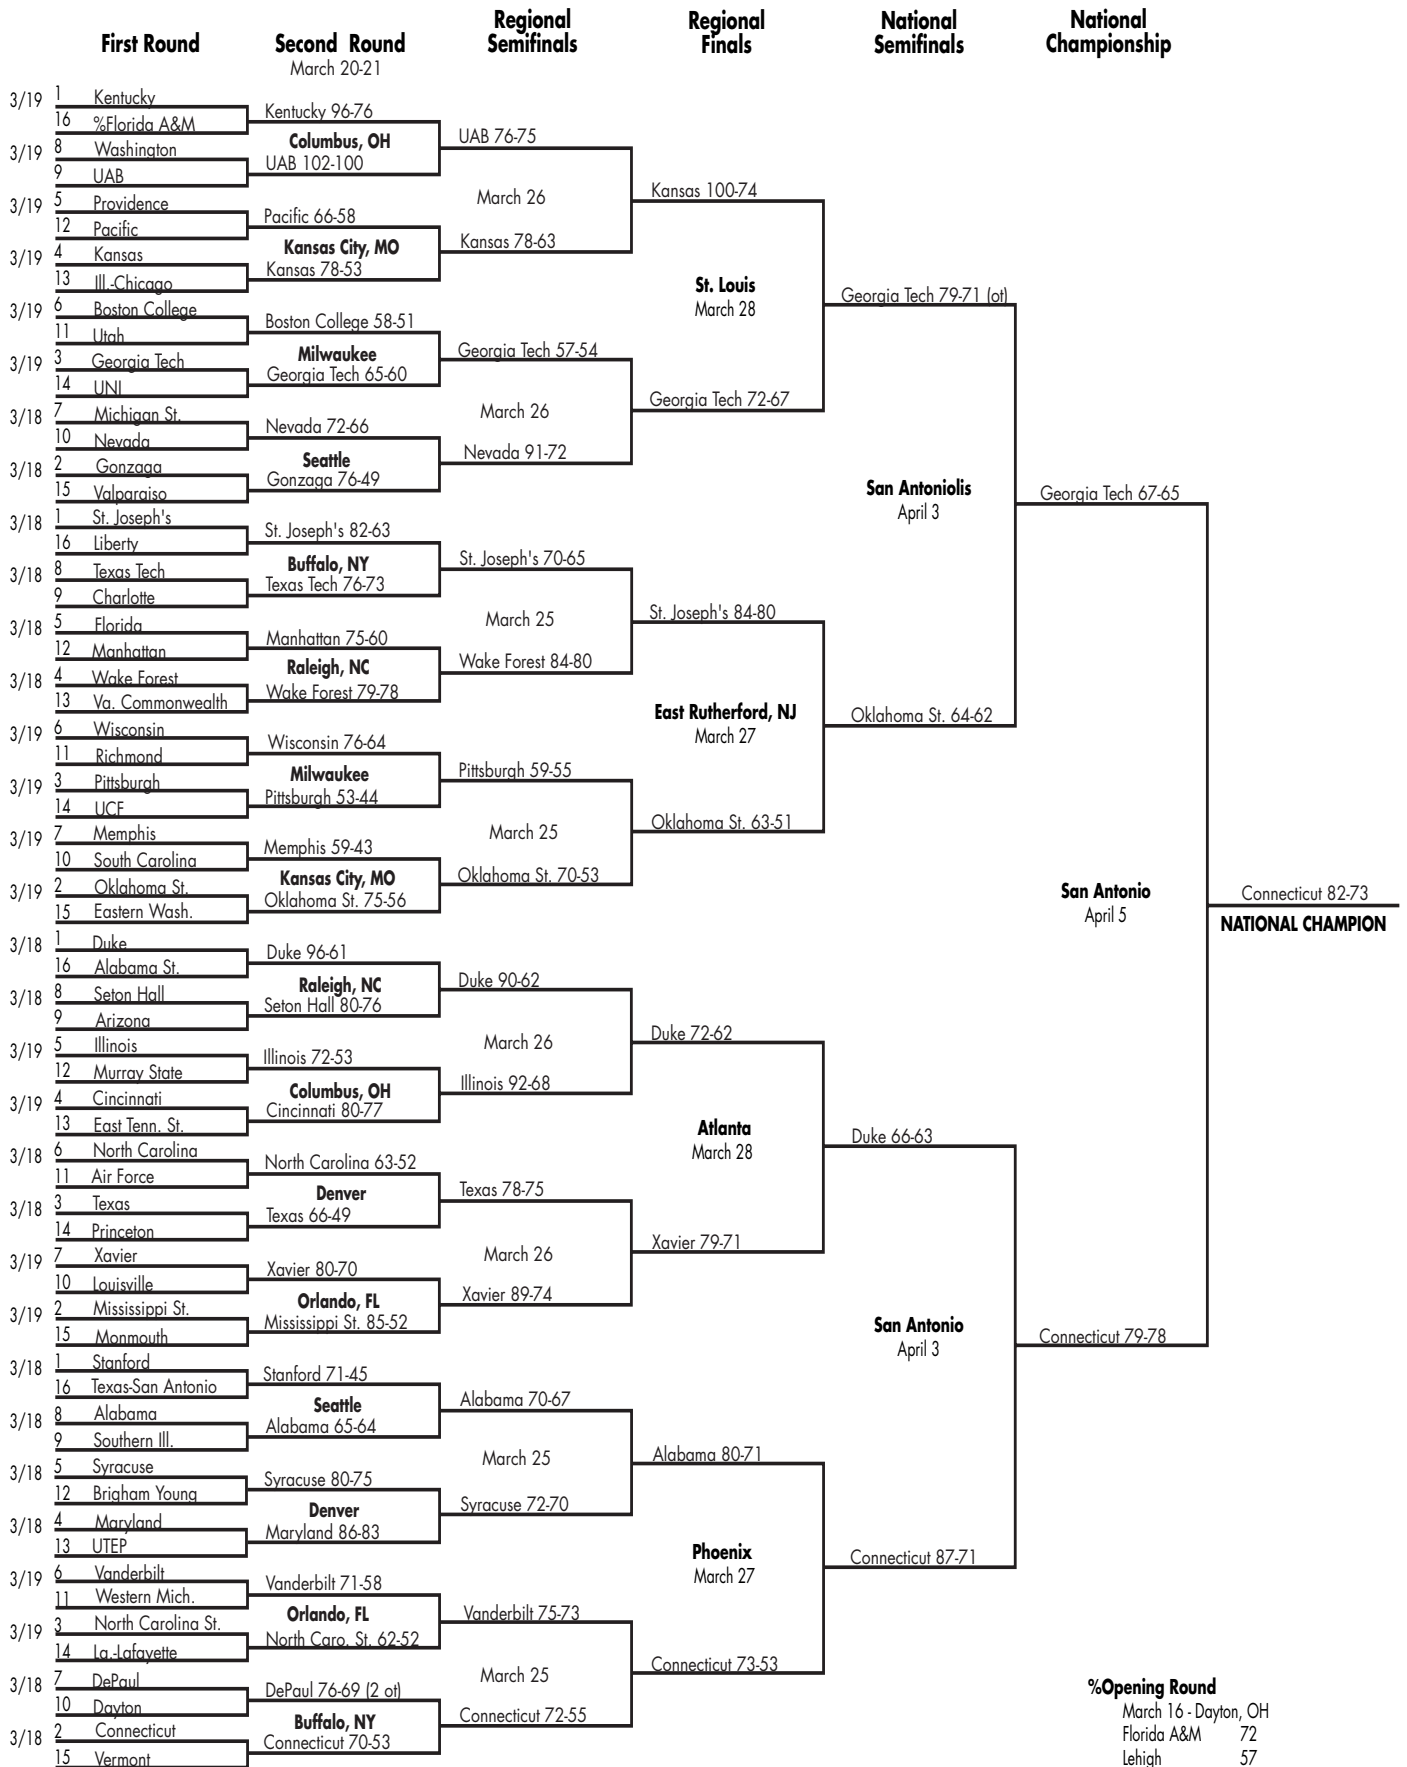 First Round
Second Round
March 20-21
Regional
Semifinals
Regional
Finals
National
Semifinals
National
Championship
3/19 1 Kentucky
16 %Florida A&M
3/19 8 Washington
9 UAB
3/19 5 Providence
12 Pacific
3/19 4 Kansas
13 Ill.-Chicago
3/19 6 Boston College
11 Utah
3/19 3 Georgia Tech
14 UNI
3/18 7 Michigan St.
10 Nevada
3/18 2 Gonzaga
15 Valparaiso
3/18 1 St. Joseph's
16 Liberty
3/18 8 Texas Tech
9 Charlotte
3/18 5 Florida
12 Manhattan
3/18 4 Wake Forest
13 Va. Commonwealth
3/19 6 Wisconsin
11 Richmond
3/19 3 Pittsburgh
14 UCF
3/19 7 Memphis
10 South Carolina
3/19 2 Oklahoma St.
15 Eastern Wash.
3/18 1 Duke
16 Alabama St.
3/18 8 Seton Hall
9 Arizona
3/19 5 Illinois
12 Murray State
3/19 4 Cincinnati
13 East Tenn. St.
3/18 6 North Carolina
11 Air Force
3/18 3 Texas
14 Princeton
3/19 7 Xavier
10 Louisville
3/19 2 Mississippi St.
15 Monmouth
3/18 1 Stanford
16 Texas-San Antonio
3/18 8 Alabama
9 Southern Ill.
3/18 5 Syracuse
12 Brigham Young
3/18 4 Maryland
13 UTEP
3/19 6 Vanderbilt
11 Western Mich.
3/19 3 North Carolina St.
14 La.-Lafayette
3/18 7 DePaul
10 Dayton
3/18 2 Connecticut
15 Vermont
Kentucky 96-76
Columbus, OH
UAB 102-100
Pacific 66-58
Kansas City, MO
Kansas 78-53
Boston College 58-51
Milwaukee
Georgia Tech 65-60
Nevada 72-66
Seattle
Gonzaga 76-49
St. Joseph's 82-63
Buffalo, NY
Texas Tech 76-73
Manhattan 75-60
Raleigh, NC
Wake Forest 79-78
Wisconsin 76-64
Milwaukee
Pittsburgh 53-44
Memphis 59-43
Kansas City, MO
Oklahoma St. 75-56
Duke 96-61
Raleigh, NC
Seton Hall 80-76
Illinois 72-53
Columbus, OH
Cincinnati 80-77
North Carolina 63-52
Denver
Texas 66-49
Xavier 80-70
Orlando, FL
Mississippi St. 85-52
Stanford 71-45
Seattle
Alabama 65-64
Syracuse 80-75
Denver
Maryland 86-83
Vanderbilt 71-58
Orlando, FL
North Caro. St. 62-52
DePaul 76-69 (2 ot)
Buffalo, NY
Connecticut 70-53
UAB 76-75
March 26
Kansas 78-63
Georgia Tech 57-54
March 26
Nevada 91-72
St. Joseph's 70-65
March 25
Wake Forest 84-80
Pittsburgh 59-55
March 25
Oklahoma St. 70-53
Duke 90-62
March 26
Illinois 92-68
Texas 78-75
March 26
Xavier 89-74
Alabama 70-67
March 25
Syracuse 72-70
Vanderbilt 75-73
March 25
Connecticut 72-55
Kansas 100-74
St. Louis
March 28
Georgia Tech 72-67
St. Joseph's 84-80
East Rutherford, NJ
March 27
Oklahoma St. 63-51
Duke 72-62
Atlanta
March 28
Xavier 79-71
Alabama 80-71
Phoenix
March 27
Connecticut 73-53
Georgia Tech 79-71 (ot)
San Antoniolis
April 3
Oklahoma St. 64-62
Duke 66-63
San Antonio
April 3
Connecticut 87-71
Georgia Tech 67-65
San Antonio
April 5
Connecticut 79-78
Connecticut 82-73
NATIONAL CHAMPION
%Opening Round
March 16 - Dayton, OH
Florida A&M 72
Lehigh 57